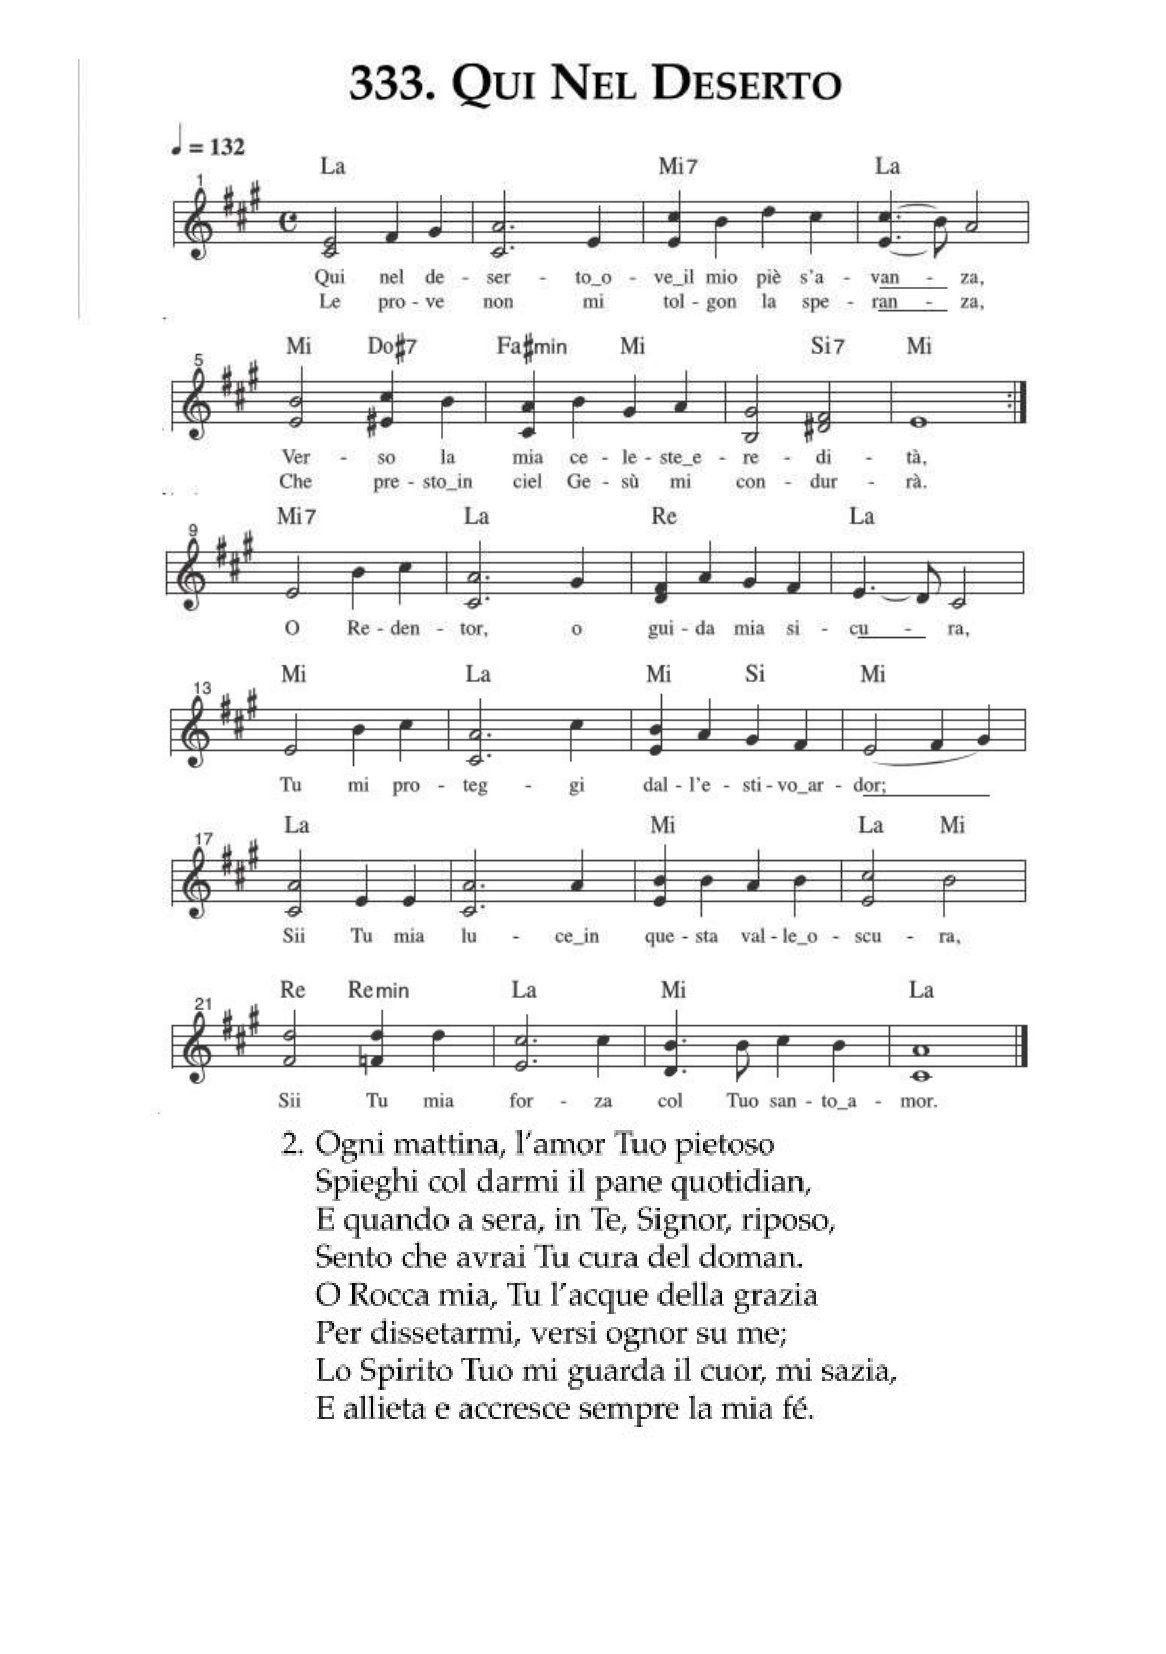 333. Qui Nel Deserto
♩ = 132
La Mi7 La
1
Qui nel de - ser - to_o - ve_il mio piè s'a - van - za,
Le pro - ve non mi tol - gon la spe - ran - za,
Mi Do#7 Fa#min Mi Si7 Mi
5
Ver - so la mia ce - le - ste_e - re - di - tà,
Che pre - sto_in ciel Ge - sù mi con - dur - rà.
Mi7 La Re La
9
O Re - den - tor, o gui - da mia si - cu - ra,
Mi La Mi Si Mi
13
Tu mi pro - teg - gi dal - l'e - sti - vo_ar - dor;
La Mi La Mi
17
Sii Tu mia lu - ce_in que - sta val - le_o - scu - ra,
Re Remin La Mi La
21
Sii Tu mia for - za col Tuo san - to_a - mor.
2. Ogni mattina, l'amor Tuo pietoso
Spieghi col darmi il pane quotidian,
E quando a sera, in Te, Signor, riposo,
Sento che avrai Tu cura del doman.
O Rocca mia, Tu l'acque della grazia
Per dissetarmi, versi ognor su me;
Lo Spirito Tuo mi guarda il cuor, mi sazia,
E allieta e accresce sempre la mia fé.